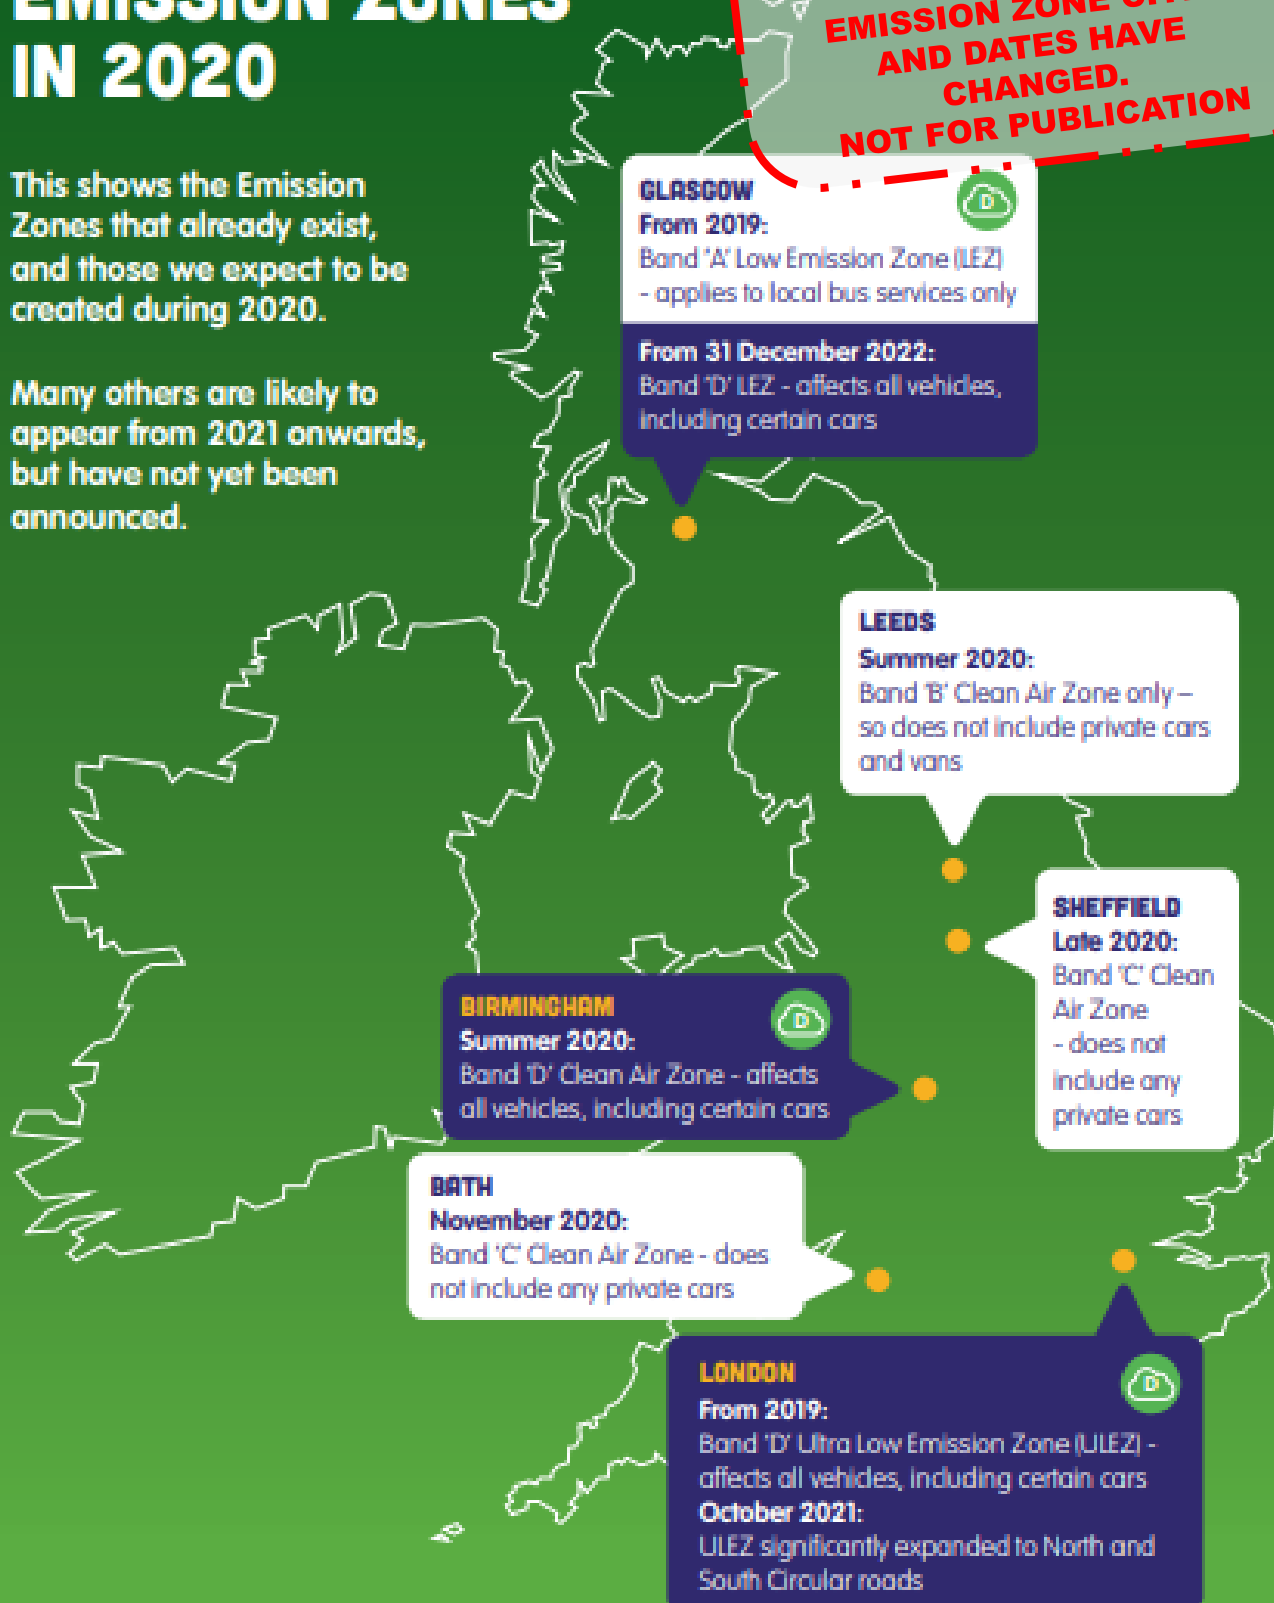 EMISSION ZONES
IN 2020
This shows the Emission
Zones that already exist,
and those we expect to be
created during 2020.
Many others are likely to
appear from 2021 onwards,
but have not yet been
announced.
EMISSION ZONE
AND DATES HAVE
CHANGED.
NOT FOR PUBLICATION
GLASGOW
D
From 2019:
Band 'A' Low Emission Zone (LEZ)
- applies to local bus services only
From 31 December 2022:
Band 'D' LEZ - affects all vehicles,
including certain cars
LEEDS
Summer 2020:
Band 'B' Clean Air Zone only –
so does not include private cars
and vans
SHEFFIELD
Late 2020:
Band 'C' Clean
Air Zone
- does not
include any
private cars
BIRMINGHAM
D
Summer 2020:
Band 'D' Clean Air Zone - affects
all vehicles, including certain cars
BATH
November 2020:
Band 'C' Clean Air Zone - does
not include any private cars
LONDON
D
From 2019:
Band 'D' Ultra Low Emission Zone (ULEZ) -
affects all vehicles, including certain cars
October 2021:
ULEZ significantly expanded to North and
South Circular roads